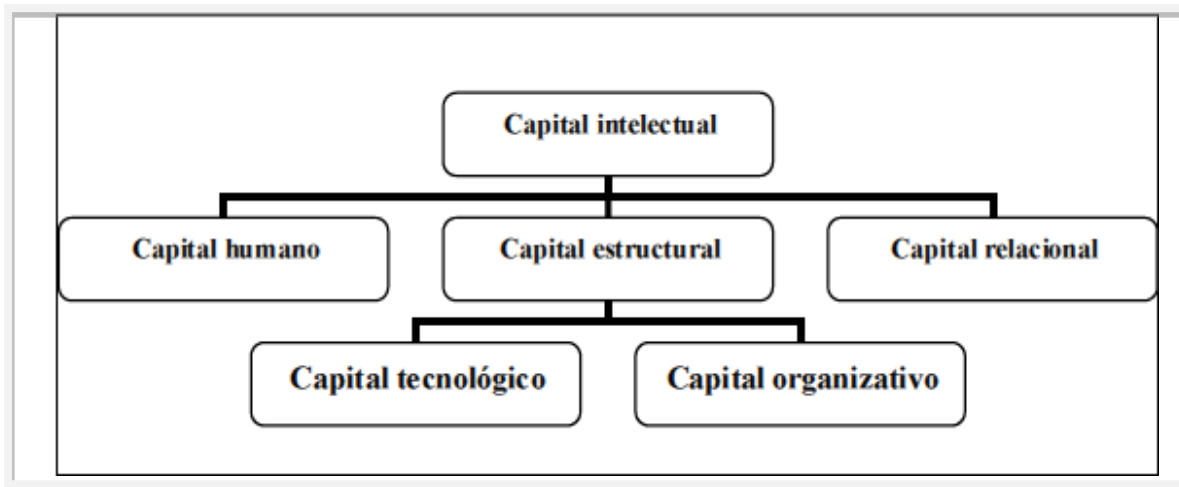 Capital intelectual
Capital humano
Capital estructural
Capital relacional
Capital tecnológico
Capital organizativo